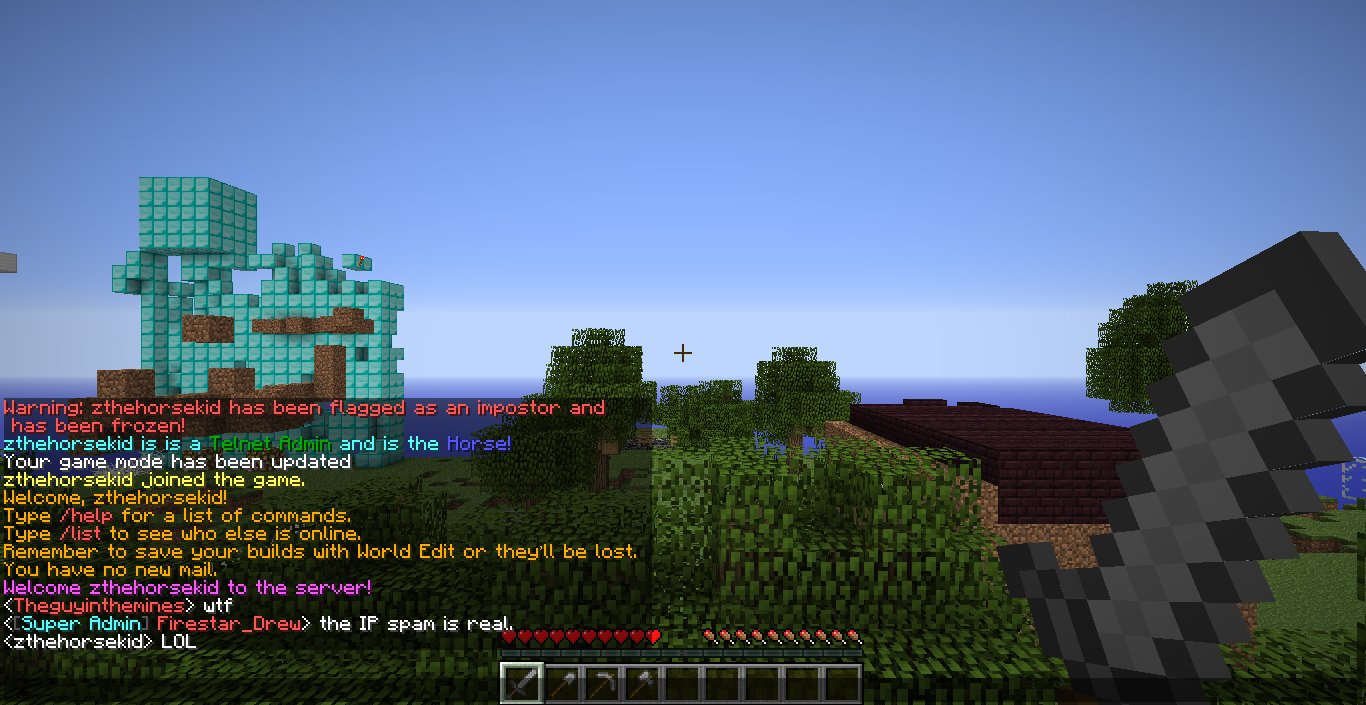 Warning: zthehorsekid has been flagged as an impostor and
has been frozen!
zthehorsekid is is a Telnet Admin and is the Horse!
Your game mode has been updated
zthehorsekid joined the game.
Welcome, zthehorsekid!
Type /help for a list of commands.
Type /list to see who else is online.
Remember to save your builds with World Edit or they'll be lost.
You have no new mail.
Welcome zthehorsekid to the server!
<Theguyinthemines> wtf
<[Super Admin] Firestar_Drew> the IP spam is real.
<zthehorsekid> LOL